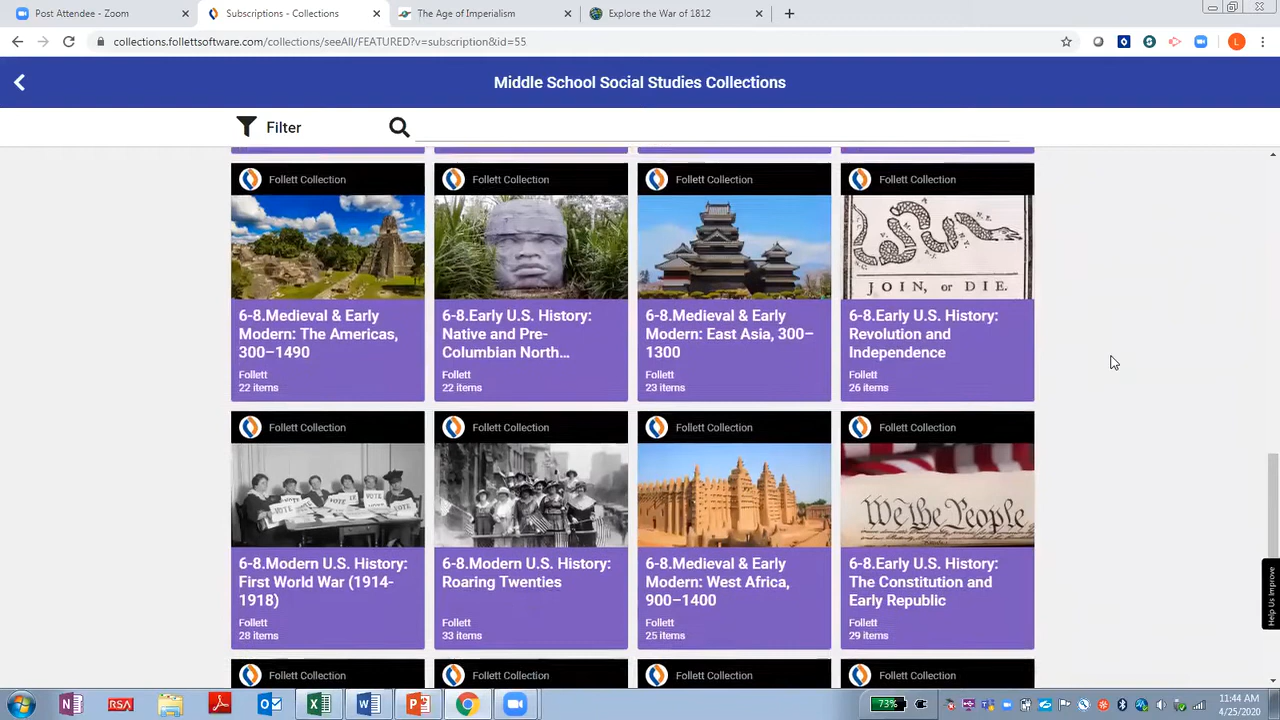 Post Attendee - Zoom
Subscriptions - Collections
The Age of Imperialism
Explore the War of 1812
collections.follettsoftware.com/collections/seeAll/FEATURED?v=subscription&id=55
L
Middle School Social Studies Collections
Filter
Follett Collection
Follett Collection
Follett Collection
Follett Collection
JOIN, or DIE.
6-8.Medieval & Early
Modern: The Americas,
300–1490
Follett
22 items
6-8.Early U.S. History:
Native and Pre-
Columbian North...
Follett
22 items
6-8.Medieval & Early
Modern: East Asia, 300–
1300
Follett
23 items
6-8.Early U.S. History:
Revolution and
Independence
Follett
26 items
Follett Collection
Follett Collection
Follett Collection
Follett Collection
VOTE
VOTE
VOTE
VOTE
We the People
6-8.Modern U.S. History:
First World War (1914-
1918)
Follett
28 items
6-8.Modern U.S. History:
Roaring Twenties
Follett
33 items
6-8.Medieval & Early
Modern: West Africa,
900–1400
Follett
25 items
6-8.Early U.S. History:
The Constitution and
Early Republic
Follett
29 items
Help Us Improve
Follett Collection
Follett Collection
Follett Collection
Follett Collection
RSA
73%
11:44 AM
4/25/2020